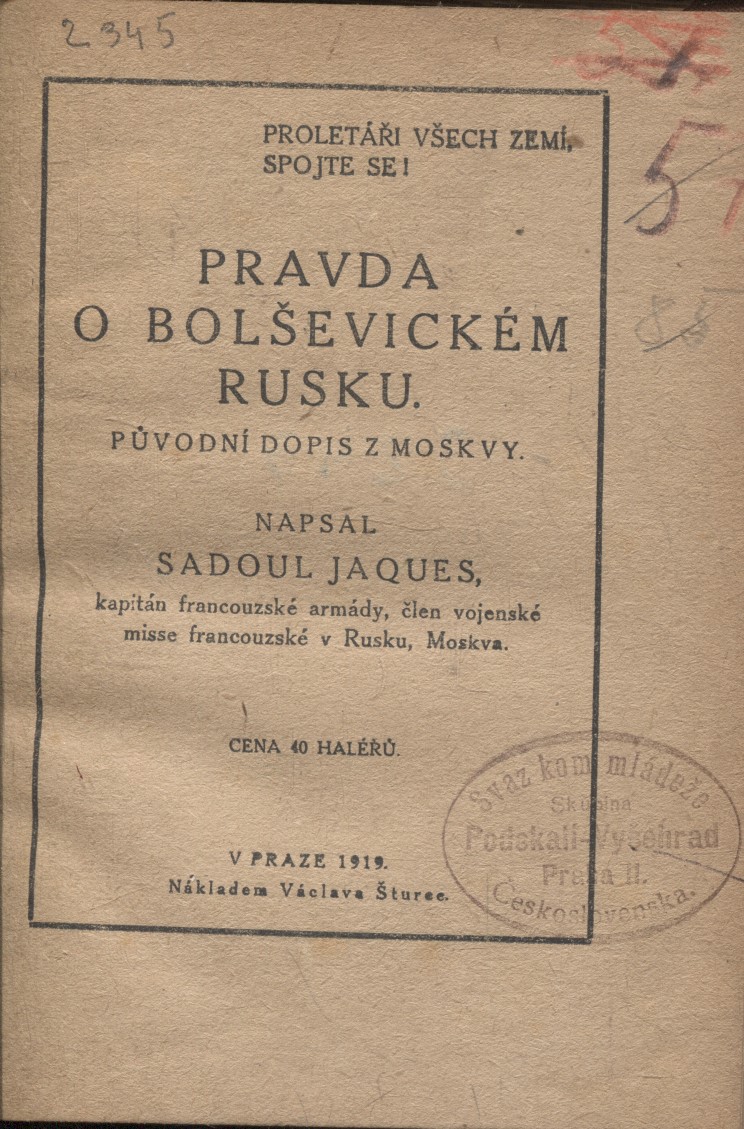 2345
5
PROLETÁŘI VŠECH ZEMÍ,
SPOJTE SE!
PRAVDA
O BOLŠEVICKÉM
RUSKU.
PŮVODNÍ DOPIS Z MOSKVY.
NAPSAL
SADOUL JAQUES,
kapitán francouzské armády, člen vojenské
misse francouzské v Rusku, Moskva.
CENA 40 HALÉŘŮ.
V PRAZE 1919.
Nákladem Václava Šturce.
Svaz kom mládeže
Skupina
Podskalí-Vyšehrad
Praha II.
Československa.